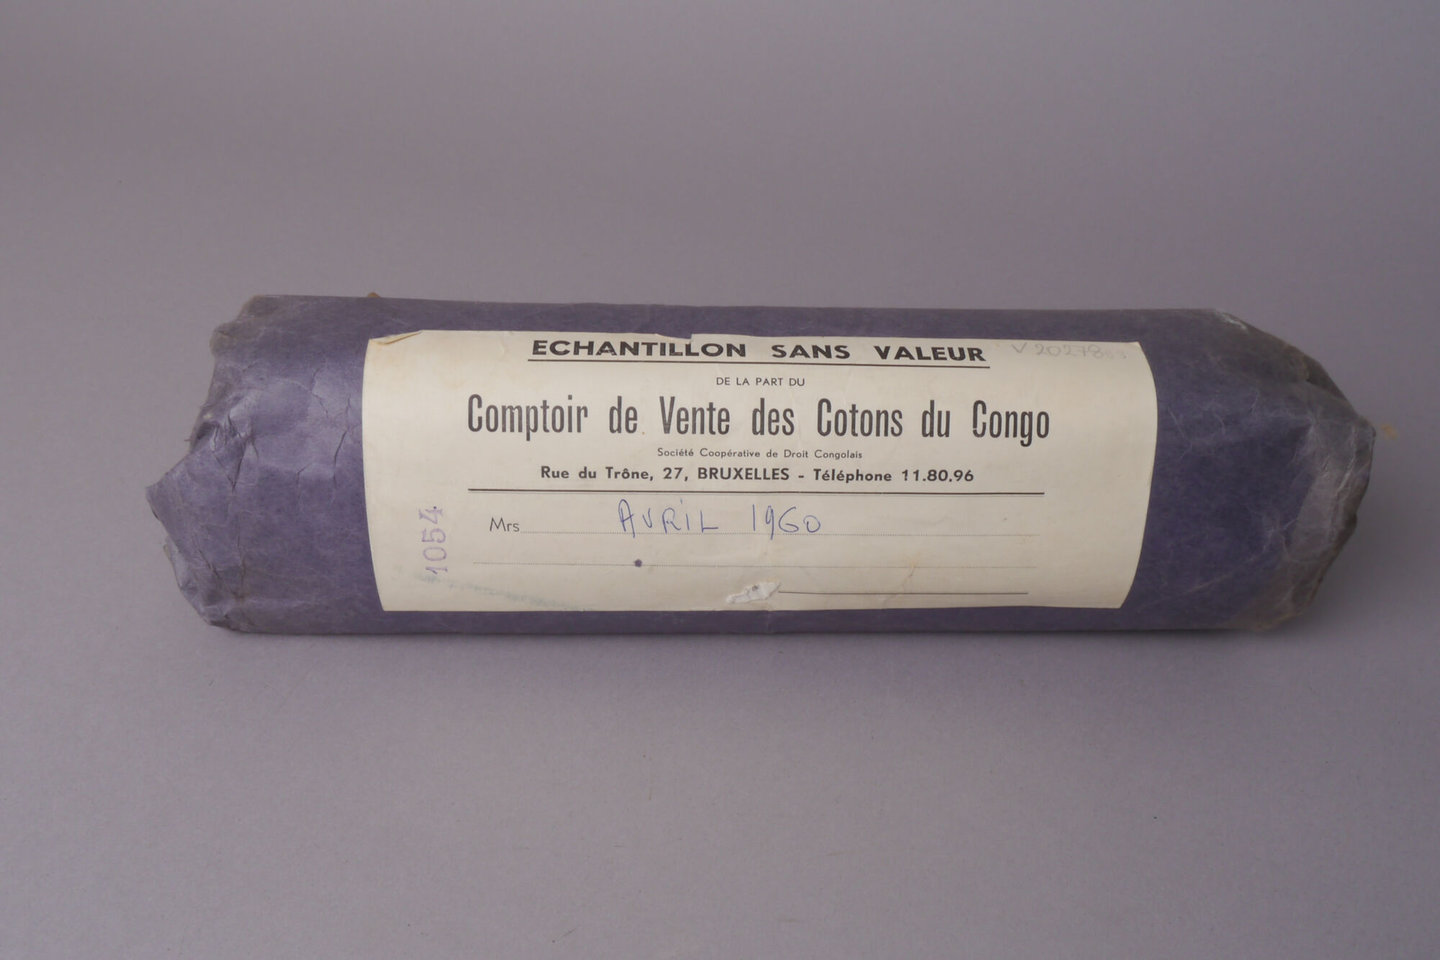 ECHANTILLON SANS VALEUR
DE LA PART DU
Comptoir de Vente des Cotons du Congo
Société Coopérative de Droit Congolais
Rue du Trône, 27, BRUXELLES - Téléphone 11.80.96
Mrs AVRIL 1960
1054